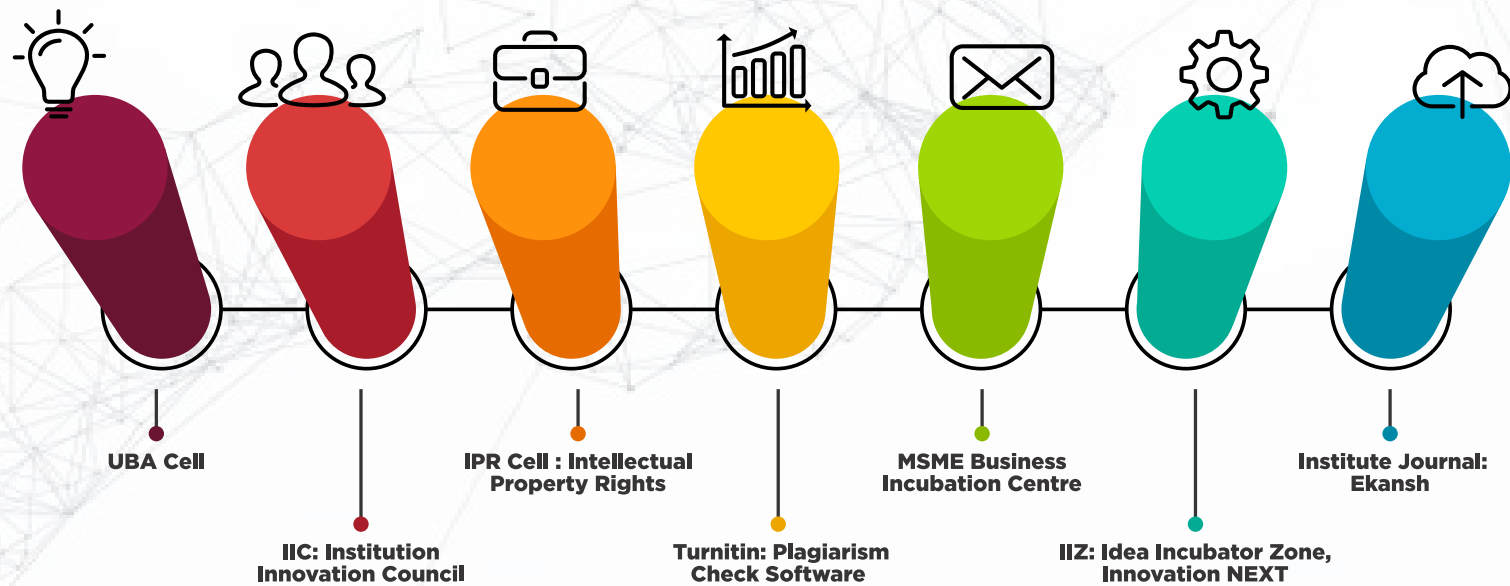 UBA Cell
IIC: Institution
Innovation Council
IPR Cell : Intellectual
Property Rights
Turnitin: Plagiarism
Check Software
MSME Business
Incubation Centre
IIZ: Idea Incubator Zone,
Innovation NEXT
Institute Journal:
Ekansh